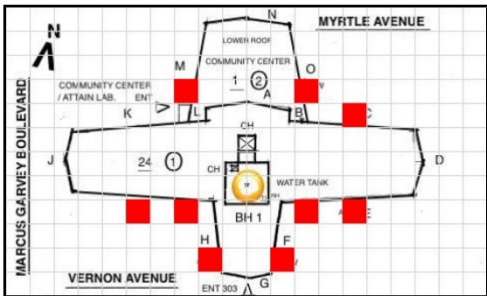 N
MYRTLE AVENUE
N
LOWER ROOF
M
COMMUNITY CENTER
O
COMMUNITY CENTER
/ ATTAIN LAB. ENT
1 2
A
K
L
B
CH
J
24 1
D
CH
WATER TANK
BH 1
H
F
MARCUS GARVEY BOULEVARD
VERNON AVENUE
ENT 303
G